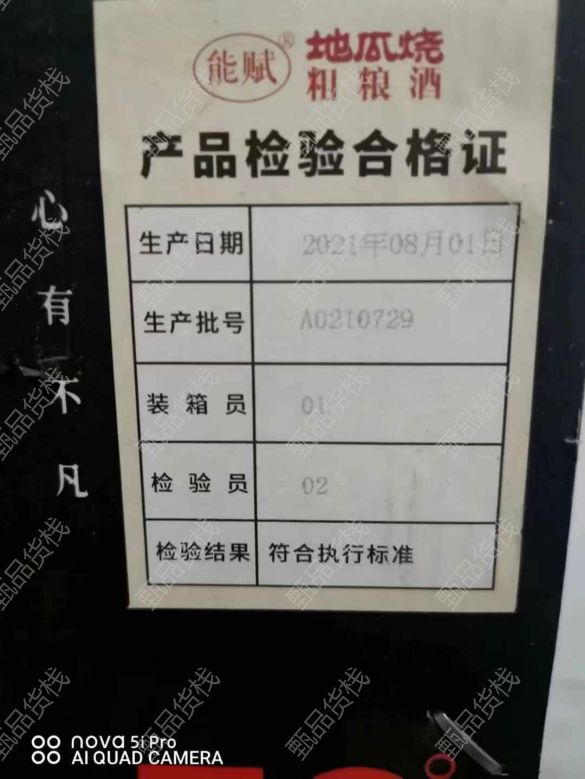 能赋®
地瓜烧
粗粮酒
产品检验合格证
生产日期 2021年08月01日
生产批号 A0210729
装箱员 01
检验员 02
检验结果 符合执行标准
心有不凡
nova 5i Pro
AI QUAD CAMERA
甄品货栈